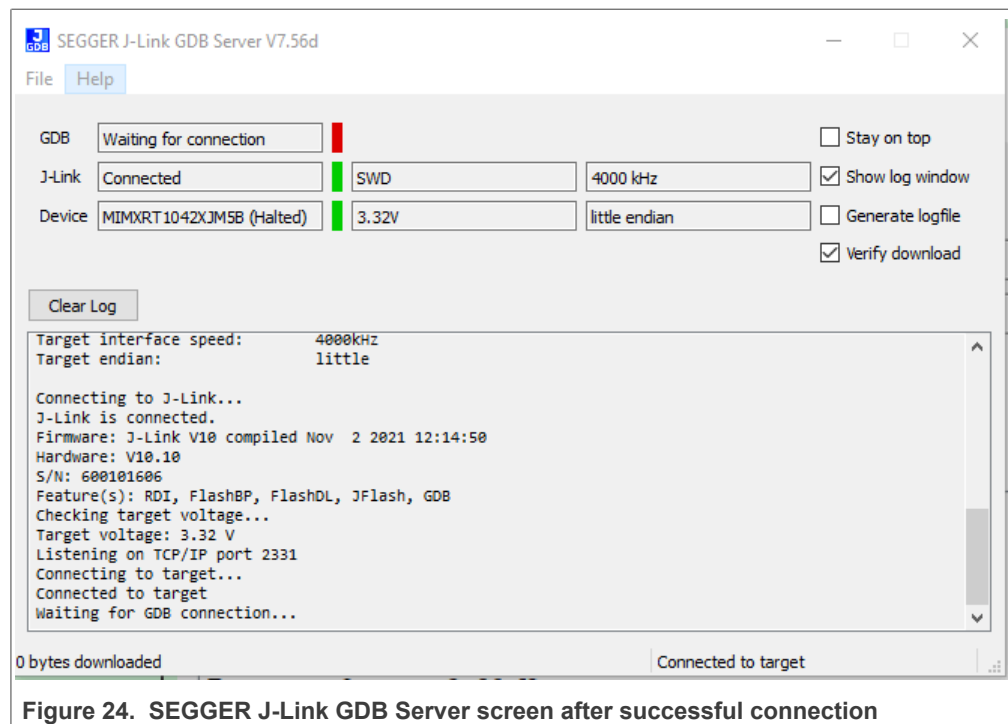 J
GDB
SEGGER J-Link GDB Server V7.56d
File Help
GDB Waiting for connection Stay on top
J-Link Connected SWD 4000 kHz Show log window
Device MIMXRT1042XJM5B (Halted) 3.32V little endian Generate logfile
Verify download
Clear Log
Target interface speed: 4000kHz
Target endian: little
Connecting to J-Link...
J-Link is connected.
Firmware: J-Link V10 compiled Nov 2 2021 12:14:50
Hardware: V10.10
S/N: 600101606
Feature(s): RDI, FlashBP, FlashDL, JFlash, GDB
Checking target voltage...
Target voltage: 3.32 V
Listening on TCP/IP port 2331
Connecting to target...
Connected to target
Waiting for GDB connection...
0 bytes downloaded Connected to target
Figure 24. SEGGER J-Link GDB Server screen after successful connection